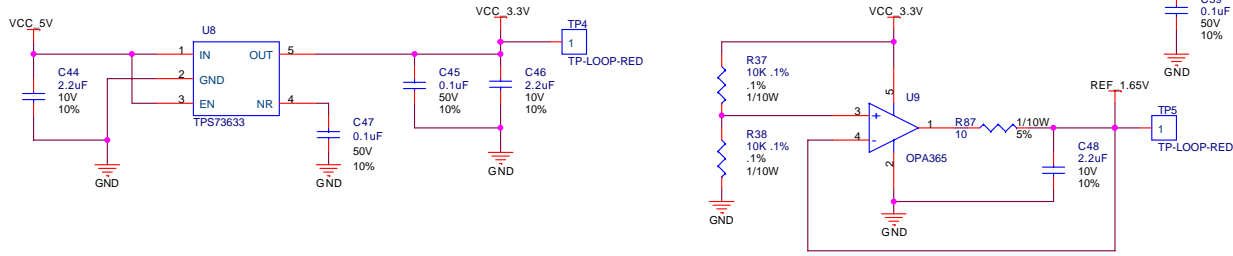 VCC_5V
U8
1
IN
OUT
5
2
GND
3
EN
NR
4
TPS73633
C44
2.2uF
10V
10%
GND
C47
0.1uF
50V
10%
GND
C45
0.1uF
50V
10%
C46
2.2uF
10V
10%
GND
VCC_3.3V
TP4
1
TP-LOOP-RED
VCC_3.3V
R37
10K .1%
.1%
1/10W
R38
10K .1%
.1%
1/10W
GND
U9
5
3
+
4
-
1
2
OPA365
GND
R87
10
1/10W
5%
C48
2.2uF
10V
10%
REF_1.65V
TP5
1
TP-LOOP-RED
0.1uF
50V
10%
GND